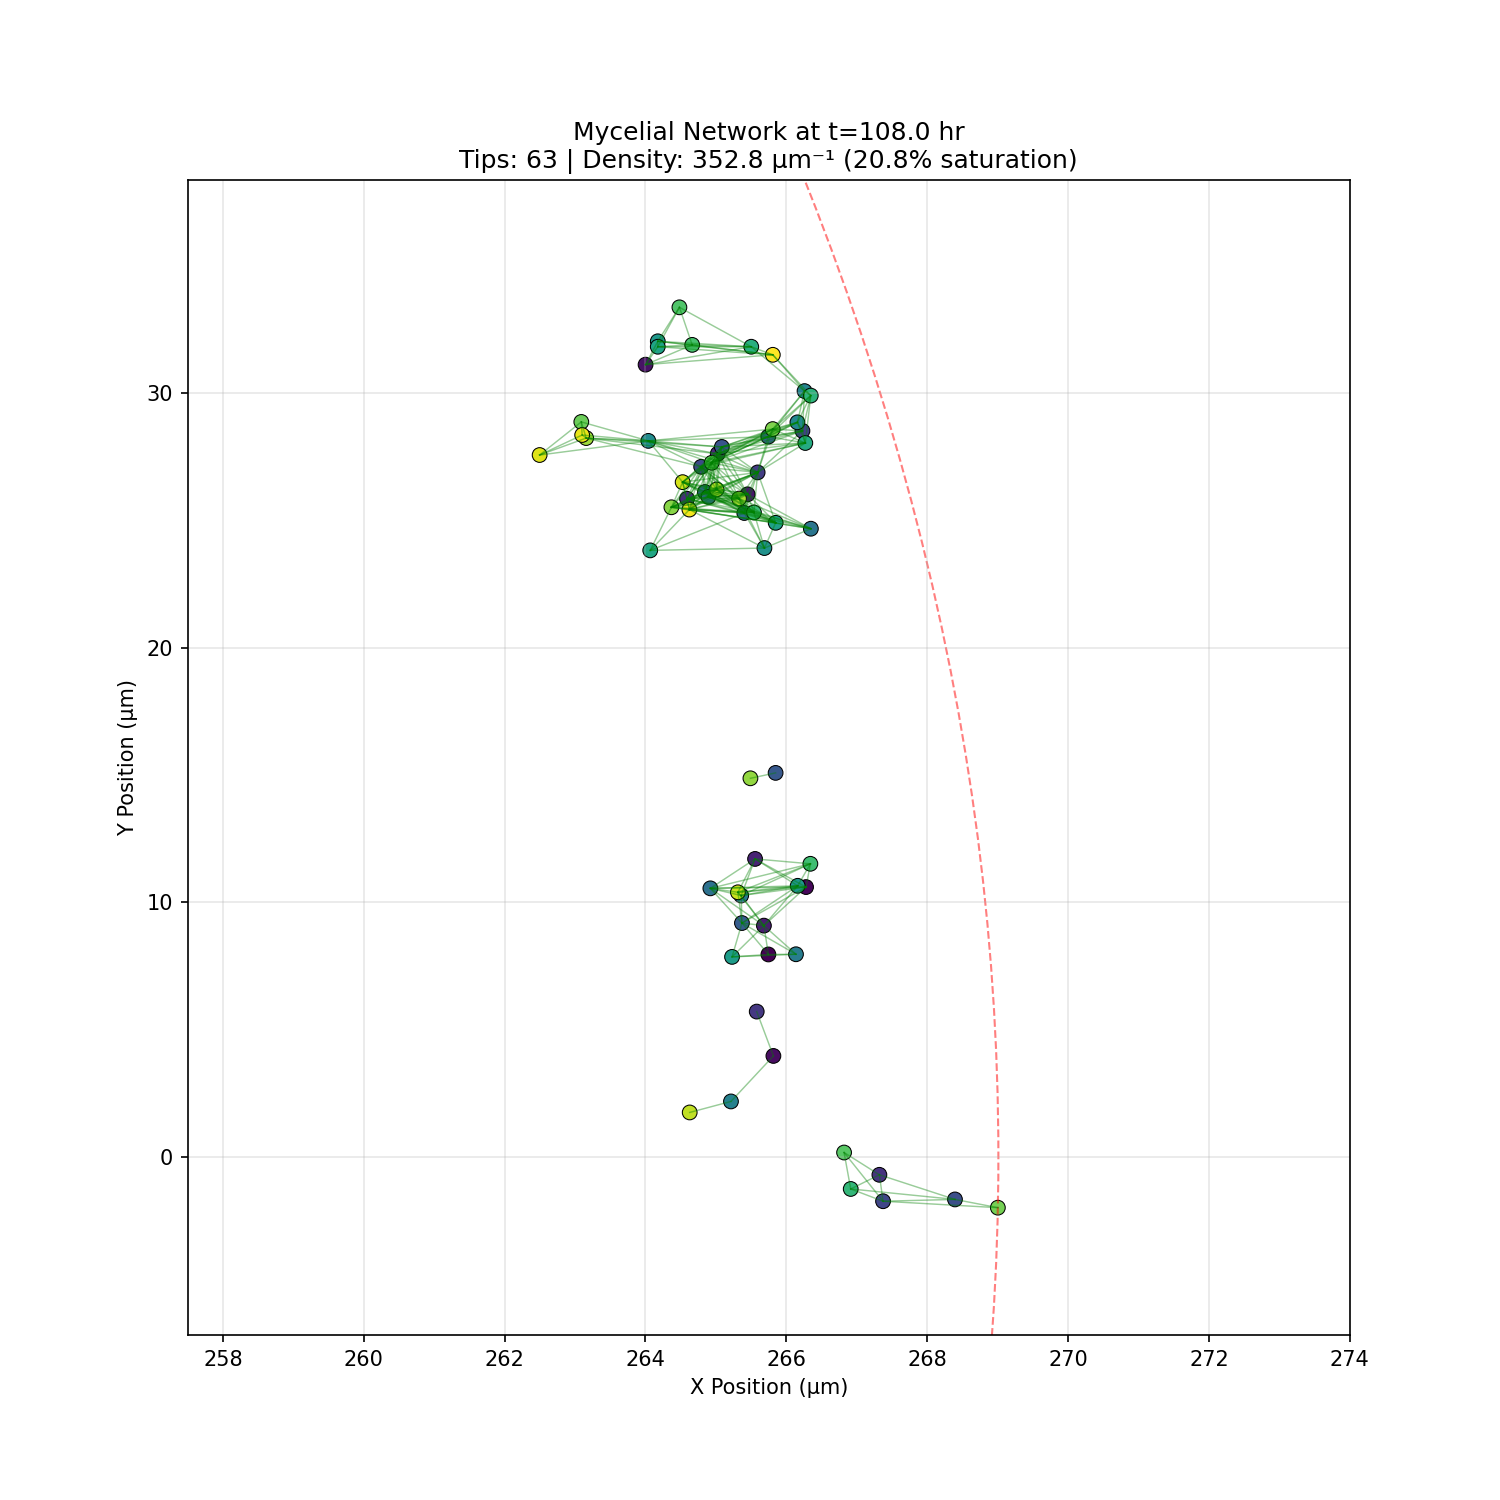 Mycelial Network at t=108.0 hr
Tips: 63 | Density: 352.8 μm⁻¹ (20.8% saturation)
30
20
10
0
Y Position (μm)
258 260 262 264 266 268 270 272 274
X Position (μm)